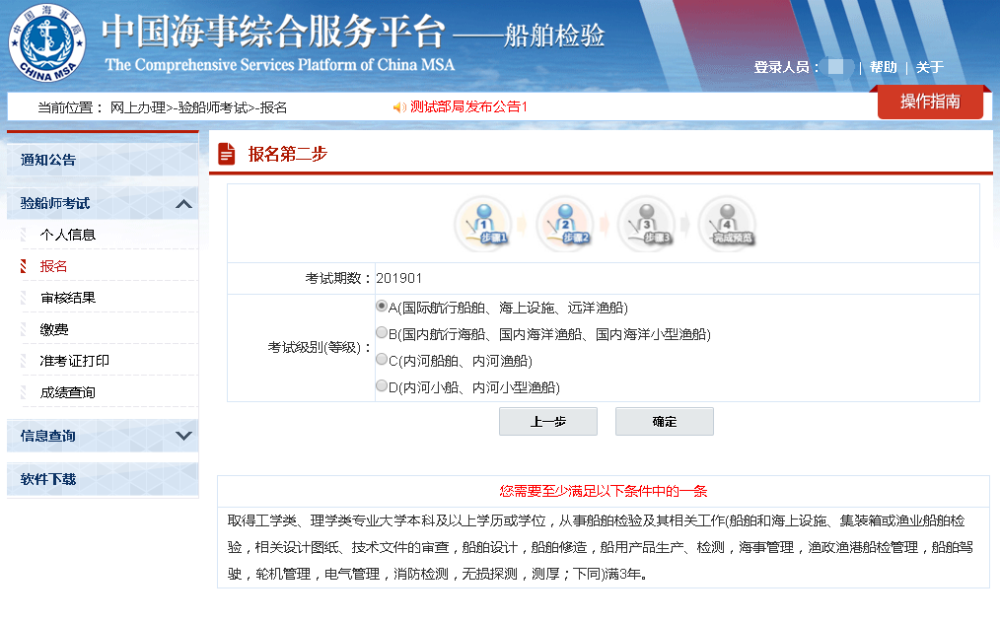 中国海事局
CHINA MSA
中国海事综合服务平台——船舶检验
The Comprehensive Services Platform of China MSA
登录人员： | 帮助 | 关于
当前位置： 网上办理>-验船师考试>-报名
测试部局发布公告1
操作指南
通知公告
验船师考试
个人信息
报名
审核结果
缴费
准考证打印
成绩查询
信息查询
软件下载
报名第二步
1 步骤1
2 步骤2
3 步骤3
4 完成预览
考试期数：201901
考试级别(等级)：
A(国际航行船舶、海上设施、远洋渔船)
B(国内航行海船、国内海洋渔船、国内海洋小型渔船)
C(内河船舶、内河渔船)
D(内河小船、内河小型渔船)
上一步 确定
您需要至少满足以下条件中的一条
取得工学类、理学类专业大学本科及以上学历或学位，从事船舶检验及其相关工作(船舶和海上设施、集装箱或渔业船舶检
验，相关设计图纸、技术文件的审查，船舶设计，船舶修造，船用产品生产、检测，海事管理，渔政渔港船检管理，船舶驾
驶，轮机管理，电气管理，消防检测，无损探测，测厚；下同)满3年。